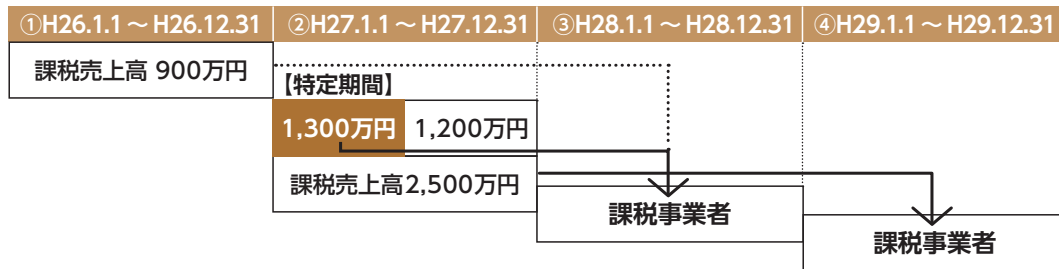 ①H26.1.1 ～ H26.12.31 ②H27.1.1 ～ H27.12.31 ③H28.1.1 ～ H28.12.31 ④H29.1.1 ～ H29.12.31
課税売上高 900万円
【特定期間】
1,300万円 1,200万円
課税売上高2,500万円
課税事業者
課税事業者